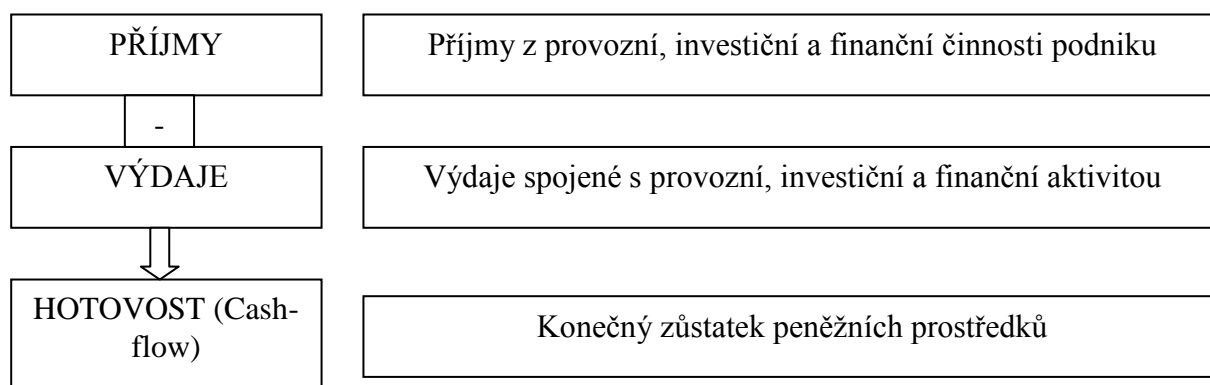 PŘÍJMY
Příjmy z provozní, investiční a finanční činnosti podniku
-
VÝDAJE
Výdaje spojené s provozní, investiční a finanční aktivitou
HOTOVOST (Cash-
flow)
Konečný zůstatek peněžních prostředků